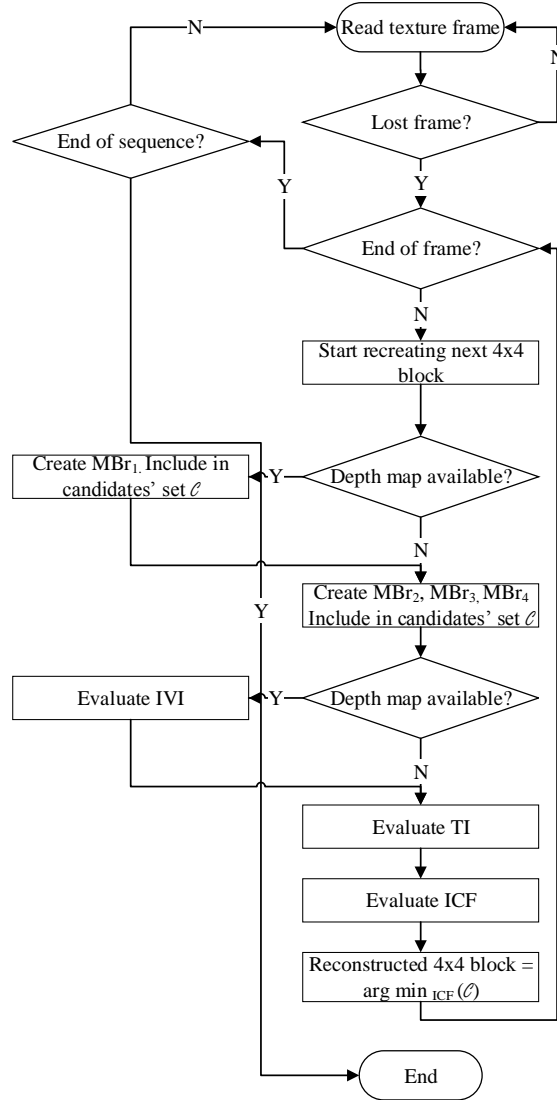 N
Read texture frame
N
Lost frame?
End of sequence?
Y
Y
End of frame?
N
Start recreating next 4x4
block
Create MBr₁. Include in
candidates' set 𝒞
Y
Depth map available?
N
Create MBr₂, MBr₃, MBr₄
Include in candidates' set 𝒞
Y
Evaluate IVI
Y
Depth map available?
N
Evaluate TI
Evaluate ICF
Reconstructed 4x4 block =
arg min ICF (𝒞)
End